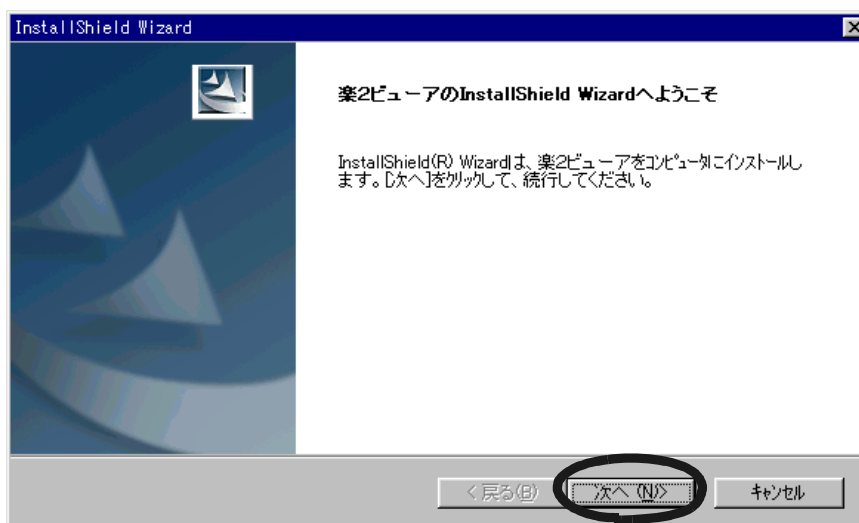 InstallShield Wizard
楽2ビューアのInstallShield Wizardへようこそ
InstallShield(R) Wizardは、楽2ビューアをｺﾝﾋﾟｭｰﾀにｲﾝｽﾄｰﾙし
ます。[次へ]をｸﾘｯｸして、続行してください。
< 戻る(B) 次へ (N)> ｷｬﾝｾﾙ